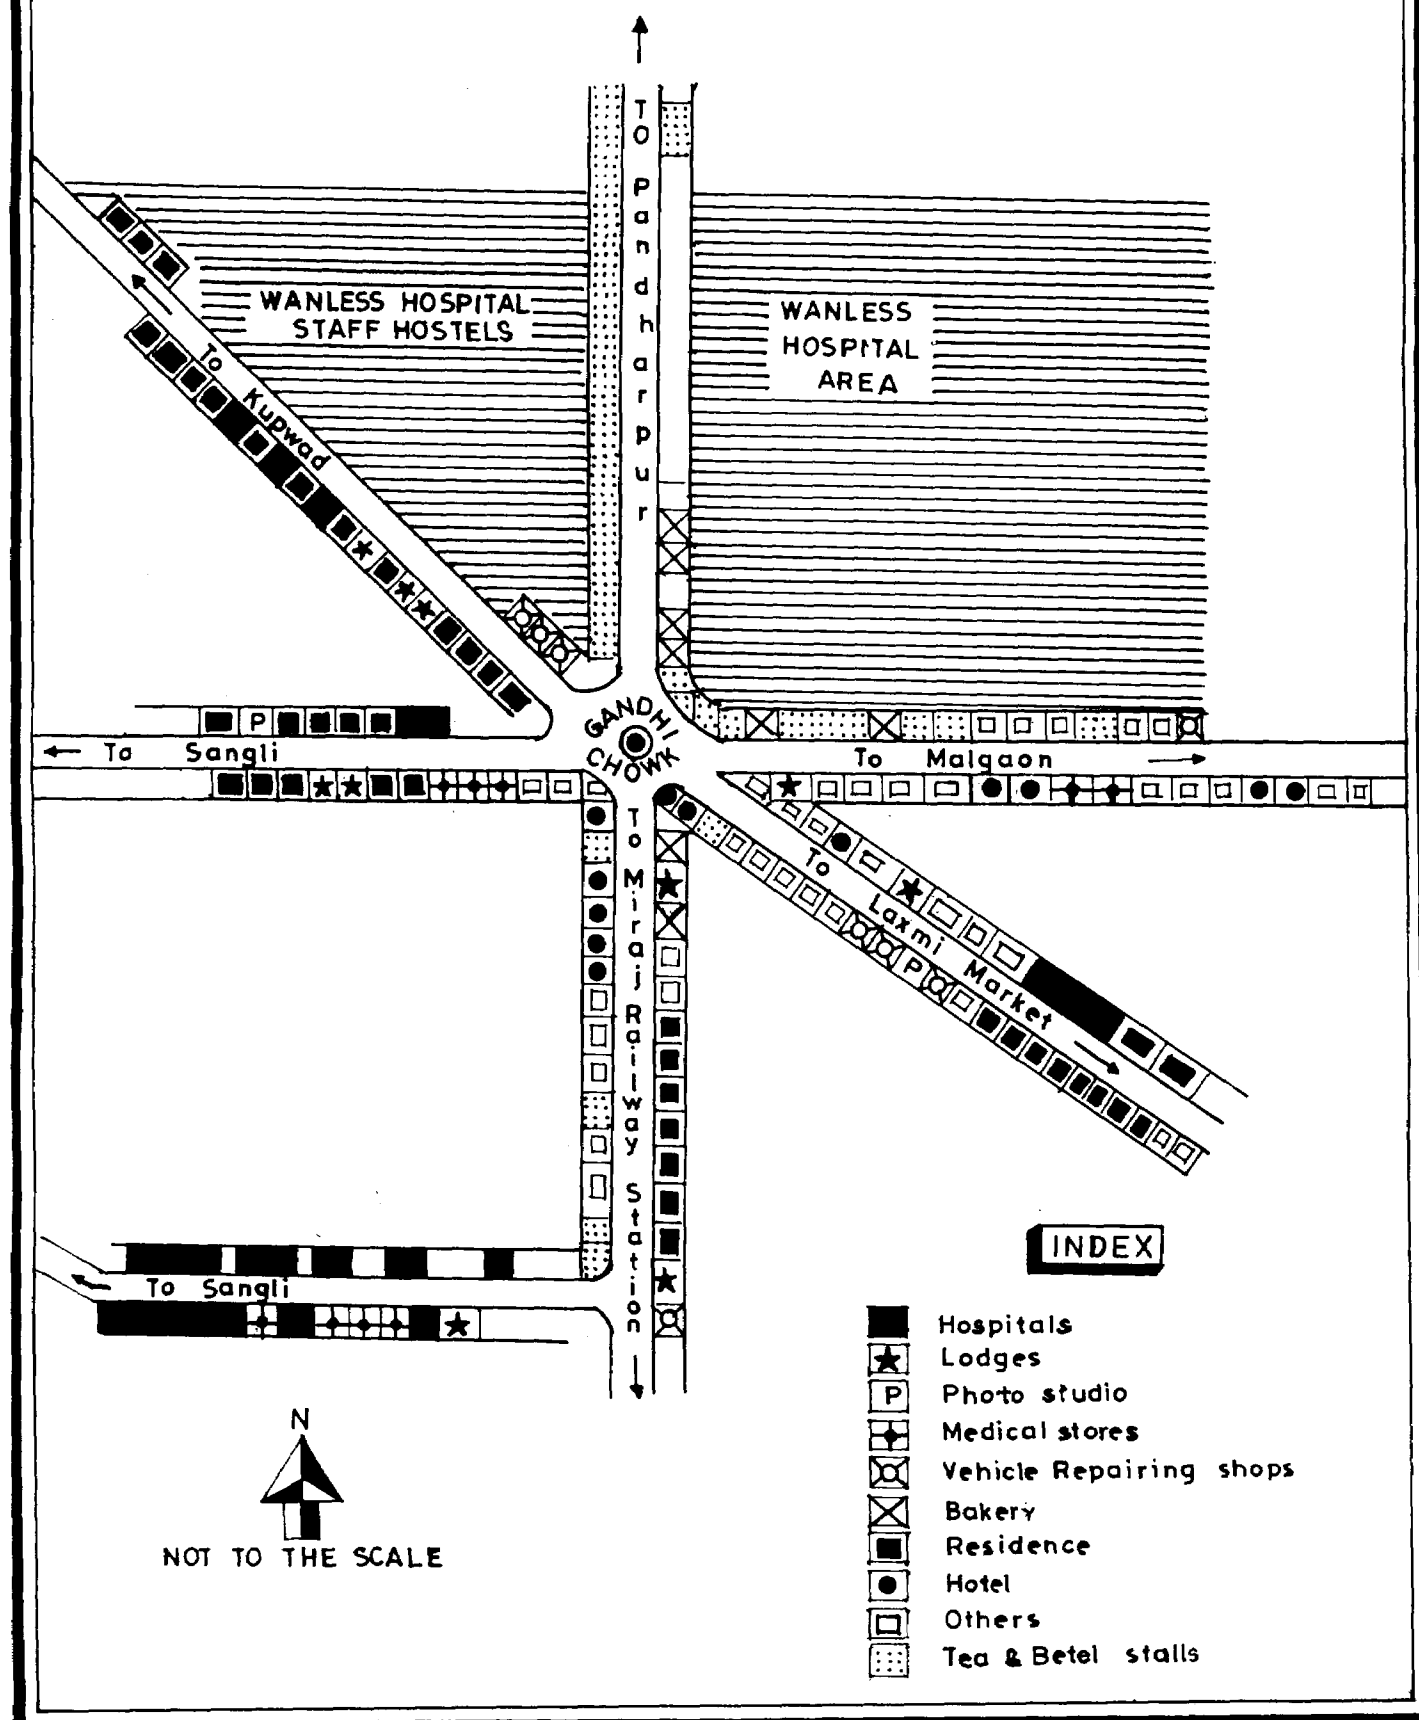 To Pandharpur
WANLESS HOSPITAL
STAFF HOSTELS
WANLESS
HOSPITAL
AREA
To Kupwad
P
GANDHI
CHOWK
To Sangli
To Malgaon
To Miraj Railway Station
To Laxmi Market
P
To Sangli
INDEX
Hospitals
Lodges
P Photo studio
Medical stores
Vehicle Repairing shops
Bakery
Residence
Hotel
Others
Tea & Betel stalls
N
NOT TO THE SCALE